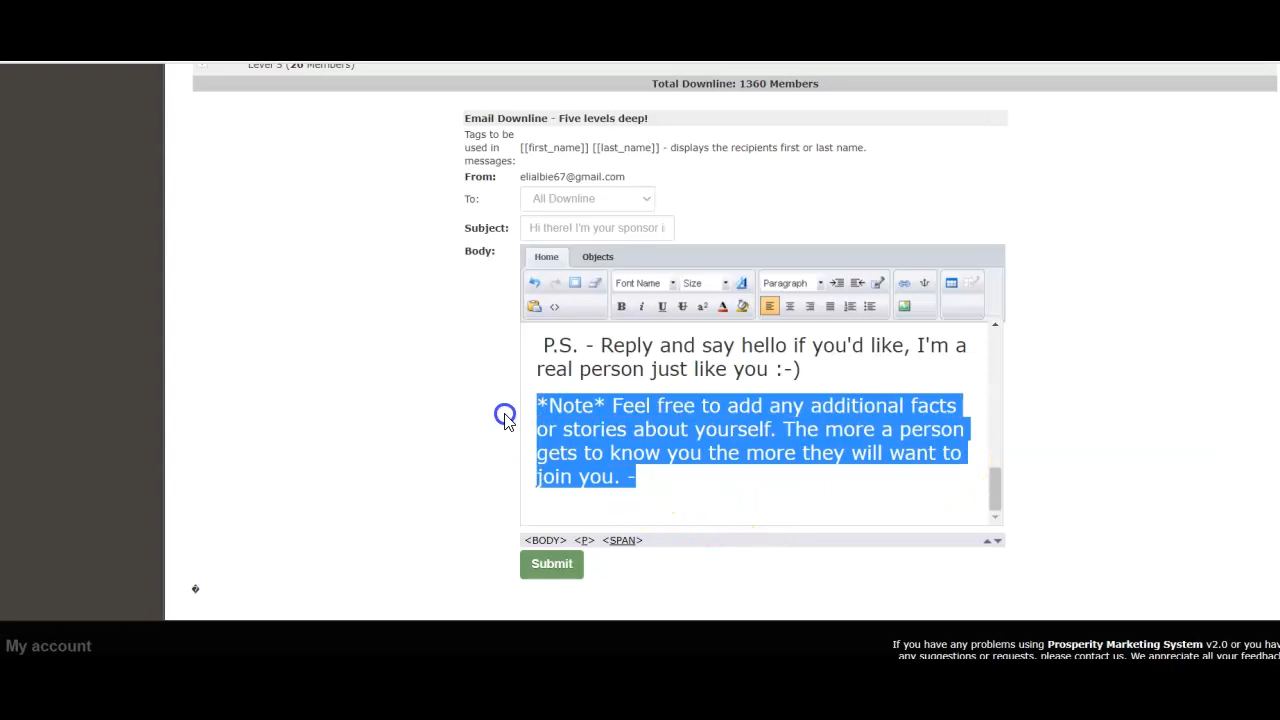 Level 5 (20 Members)
Total Downline: 1360 Members
Email Downline - Five levels deep!
Tags to be
used in
messages:
[[first_name]] [[last_name]] - displays the recipients first or last name.
From: elialbie67@gmail.com
To: All Downline
Subject: Hi there! I'm your sponsor i
Body:
Home Objects
Font Name Size Paragraph
P.S. - Reply and say hello if you'd like, I'm a
real person just like you :-)
*Note* Feel free to add any additional facts
or stories about yourself. The more a person
gets to know you the more they will want to
join you. -
<BODY> <P> <SPAN>
Submit
My account
If you have any problems using Prosperity Marketing System v2.0 or you hav
any suggestions or requests, please contact us. We appreciate all your feedbac